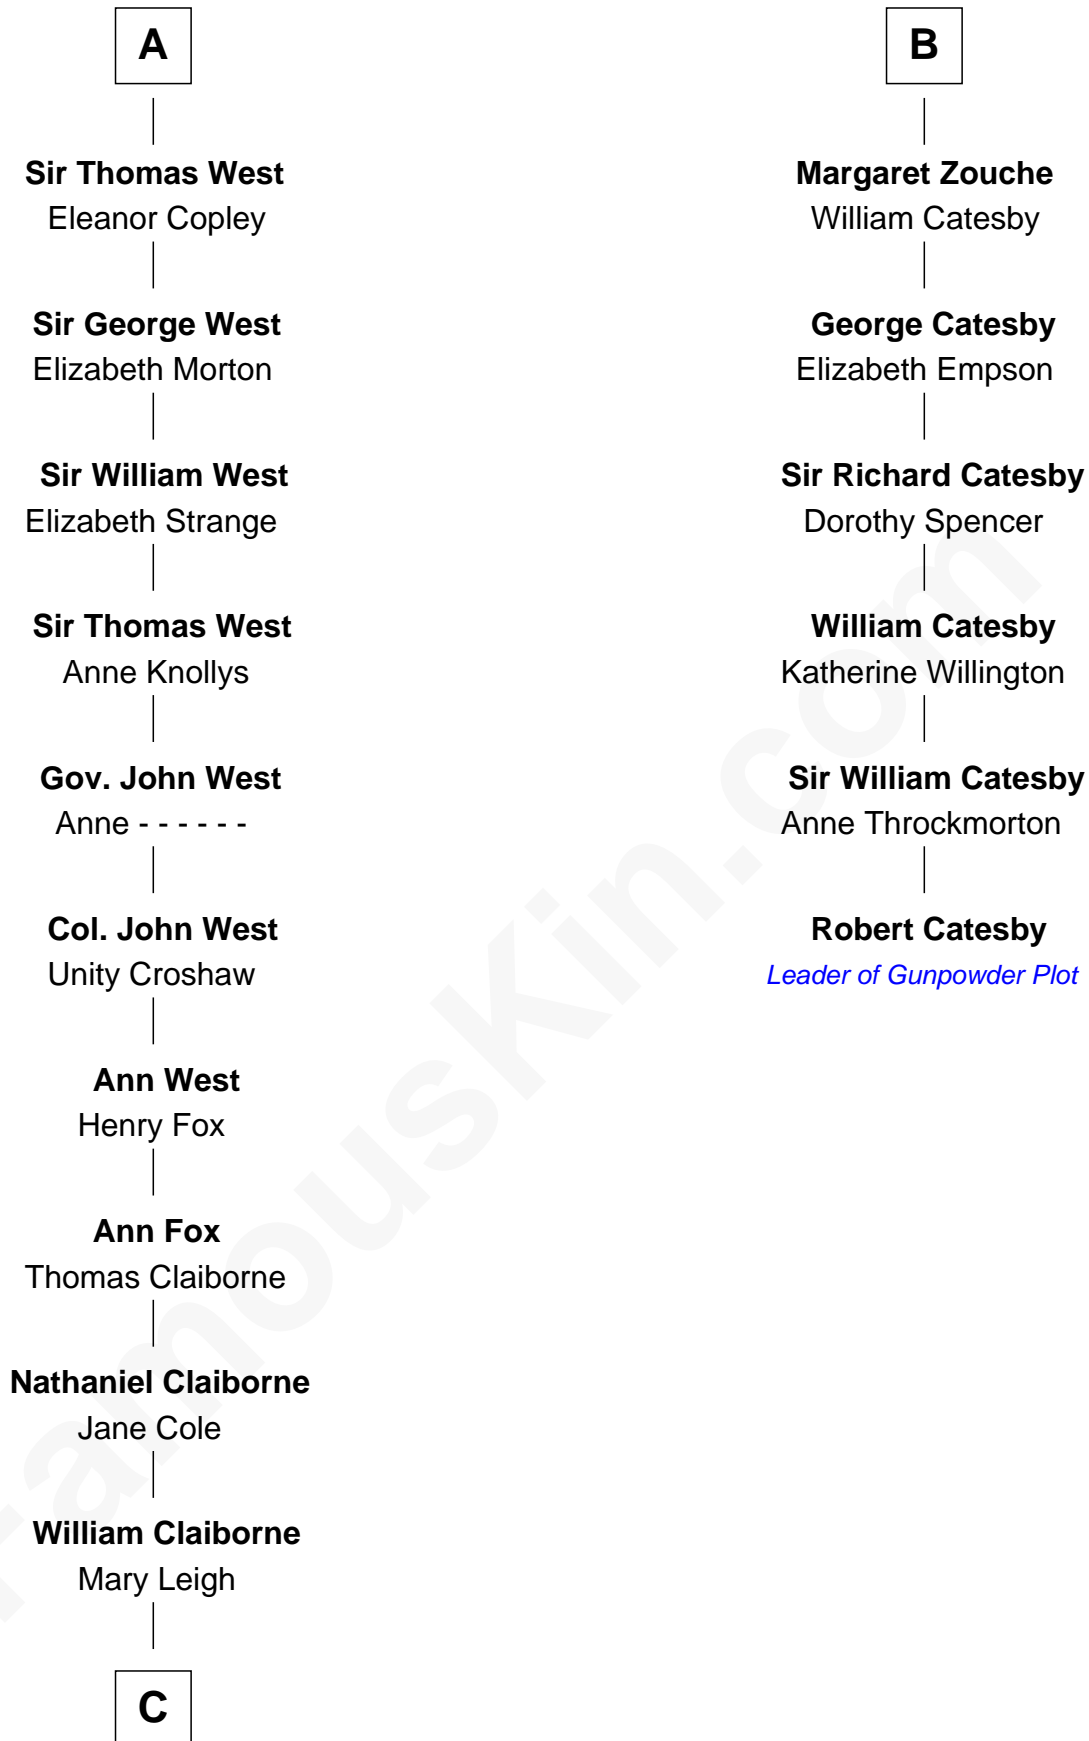 A
Sir Thomas West
Eleanor Copley
Sir George West
Elizabeth Morton
Sir William West
Elizabeth Strange
Sir Thomas West
Anne Knollys
Gov. John West
Anne - - - - - -
Col. John West
Unity Croshaw
Ann West
Henry Fox
Ann Fox
Thomas Claiborne
Nathaniel Claiborne
Jane Cole
William Claiborne
Mary Leigh
C
B
Margaret Zouche
William Catesby
George Catesby
Elizabeth Empson
Sir Richard Catesby
Dorothy Spencer
William Catesby
Katherine Willington
Sir William Catesby
Anne Throckmorton
Robert Catesby
Leader of Gunpowder Plot
FamousKin.com